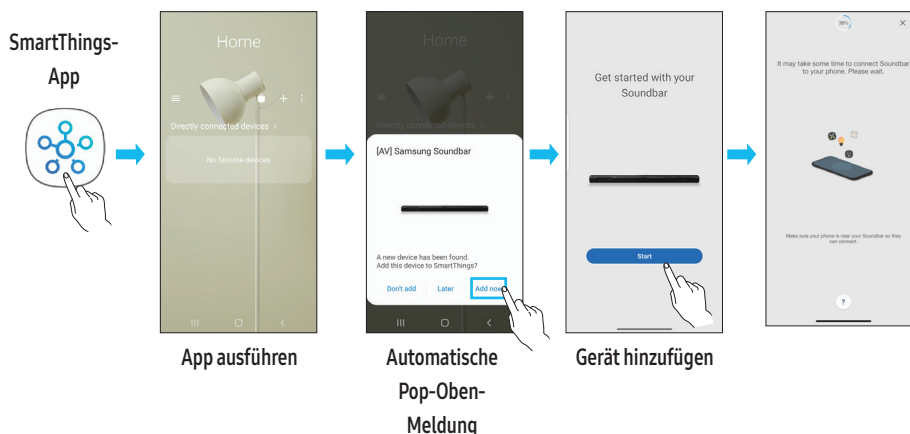 SmartThings-
App
Home
Directly connected devices >
No favorite devices
App ausführen
Home
Directly connected devices >
[AV] Samsung Soundbar
A new device has been found.
Add this device to SmartThings?
Don't add Later Add now
Automatische
Pop-Oben-
Meldung
Get started with your
Soundbar
Start
Gerät hinzufügen
38%
It may take some time to connect Soundbar
to your phone. Please wait.
Make sure your phone is near your Soundbar so they
can connect.
?